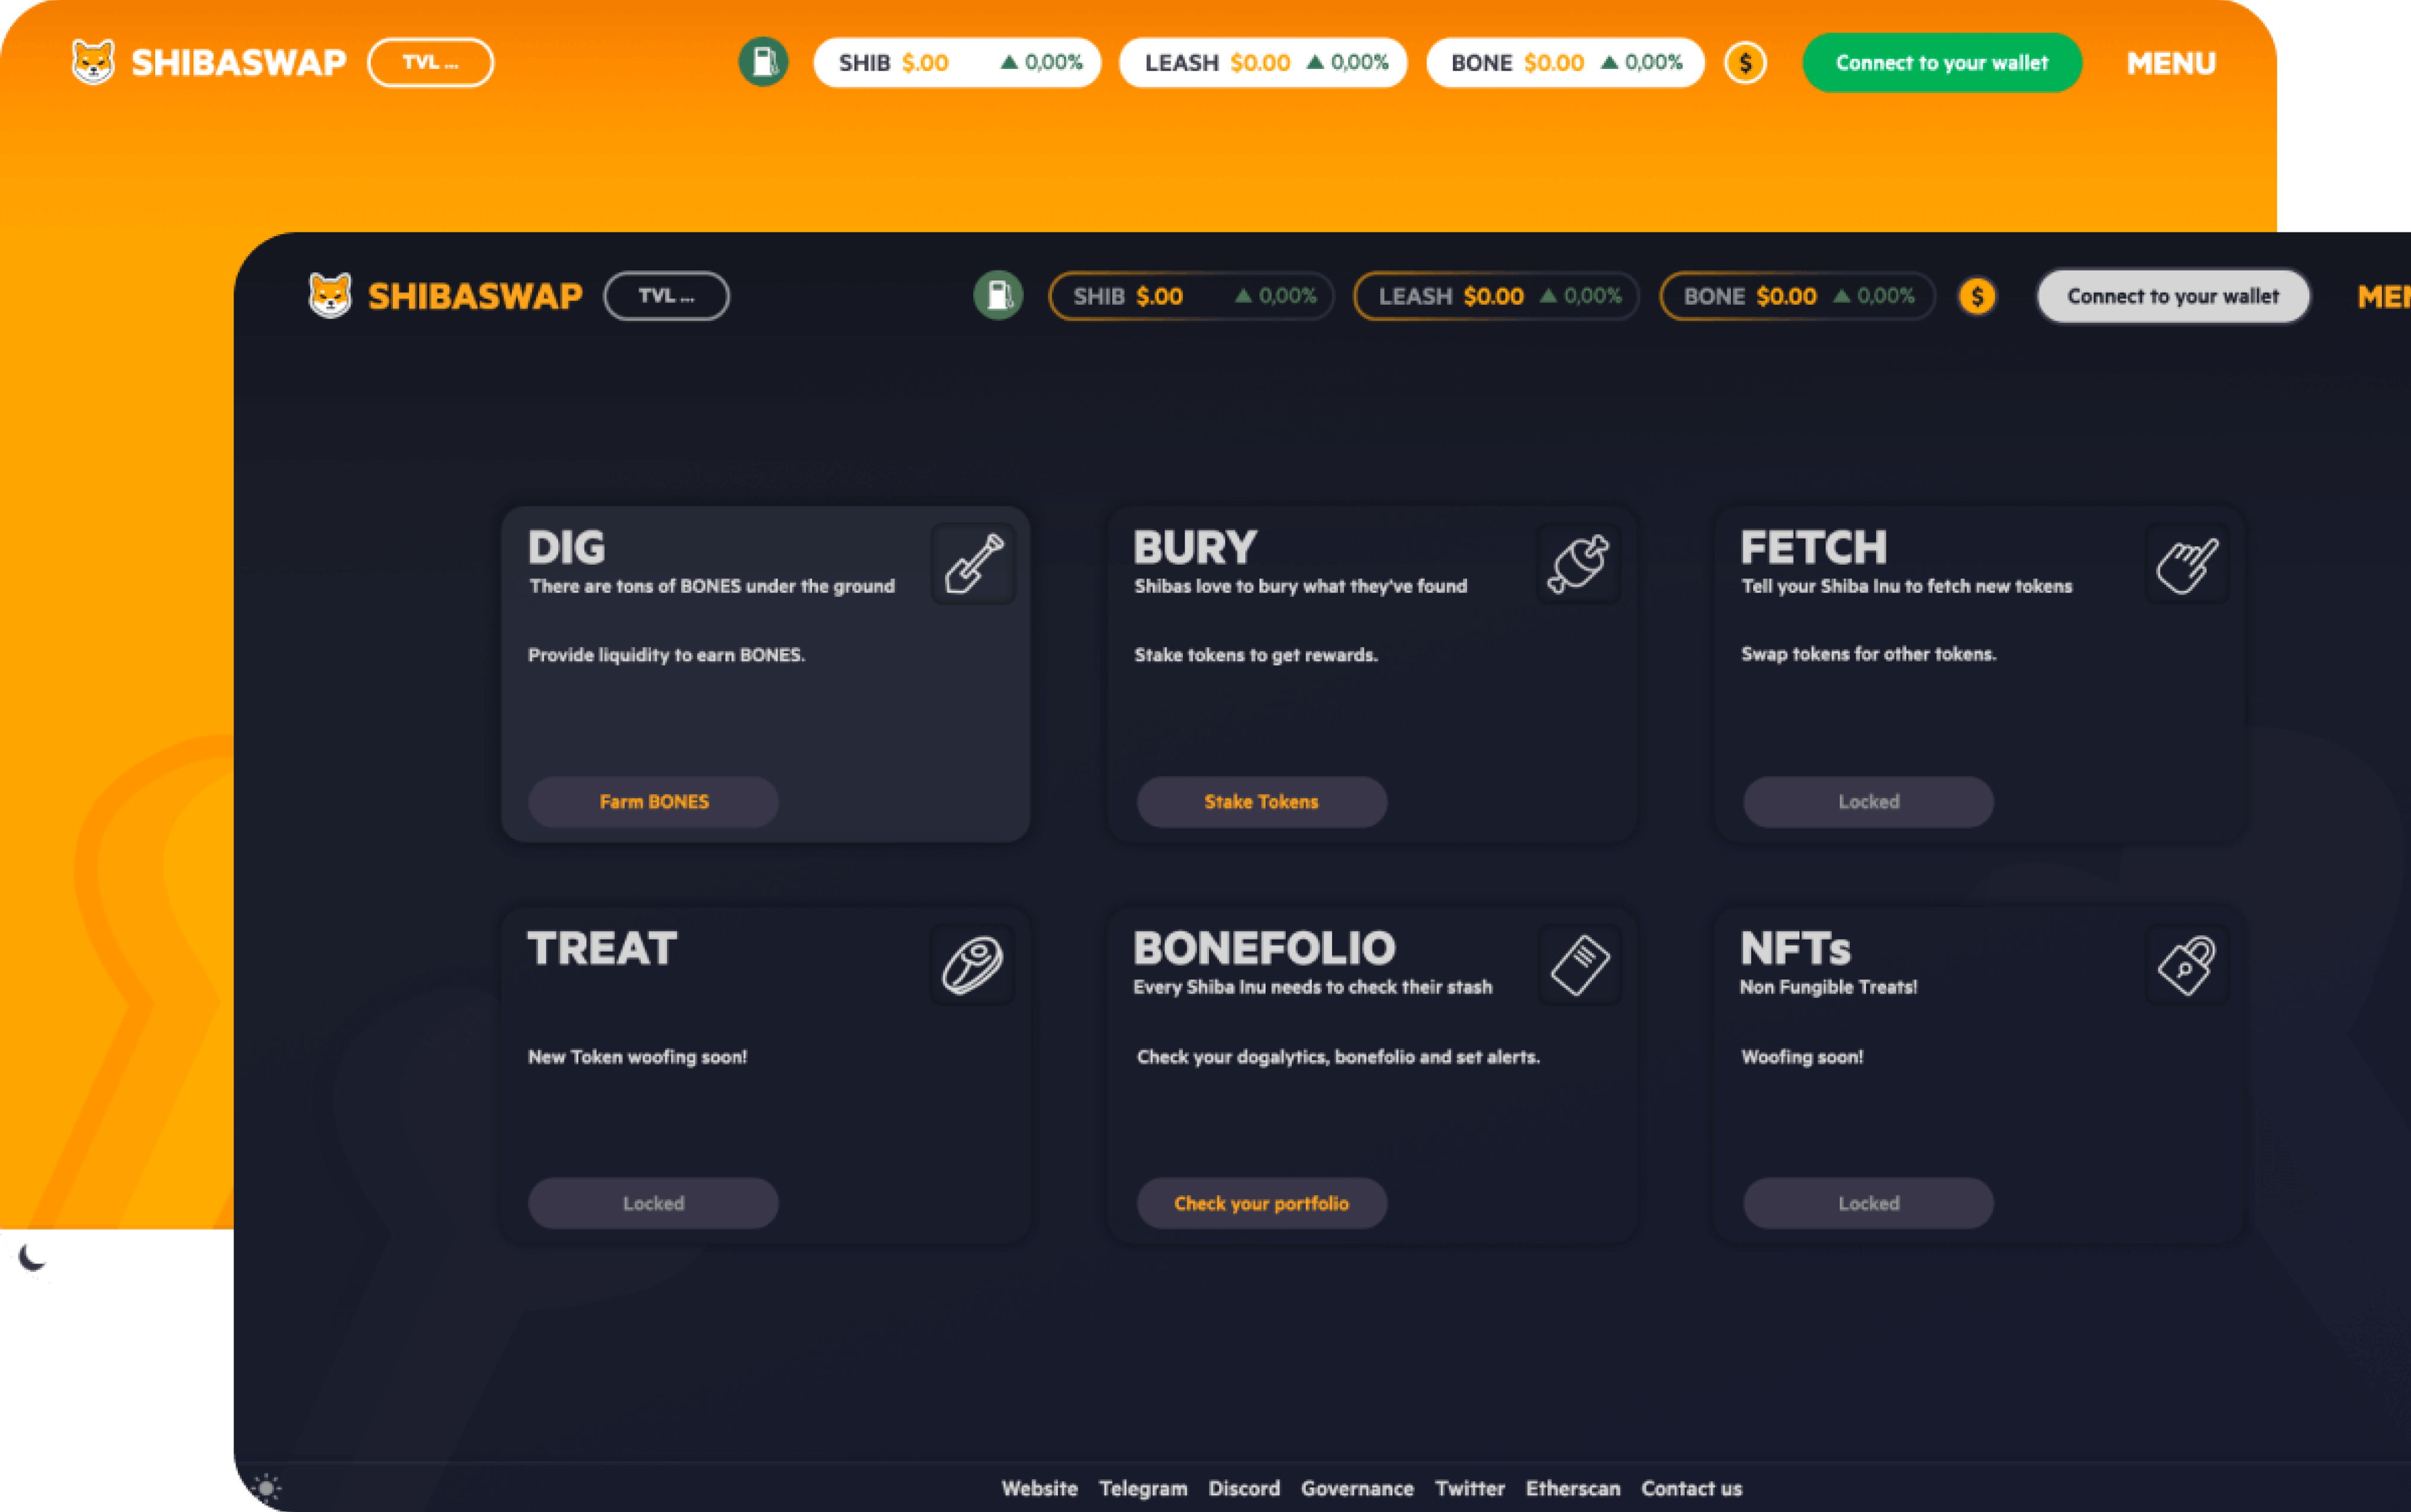 SHIBASWAP TVL ... SHIB $.00 ▲ 0,00% LEASH $0.00 ▲ 0,00% BONE $0.00 ▲ 0,00% $ Connect to your wallet MENU
SHIBASWAP TVL ... SHIB $.00 ▲ 0,00% LEASH $0.00 ▲ 0,00% BONE $0.00 ▲ 0,00% $ Connect to your wallet
DIG
There are tons of BONES under the ground
Provide liquidity to earn BONES.
Farm BONES
BURY
Shibas love to bury what they've found
Stake tokens to get rewards.
Stake Tokens
FETCH
Tell your Shiba Inu to fetch new tokens
Swap tokens for other tokens.
Locked
TREAT
New Token woofing soon!
Locked
BONEFOLIO
Every Shiba Inu needs to check their stash
Check your dogalytics, bonefolio and set alerts.
Check your portfolio
NFTs
Non Fungible Treats!
Woofing soon!
Locked
Website Telegram Discord Governance Twitter Etherscan Contact us